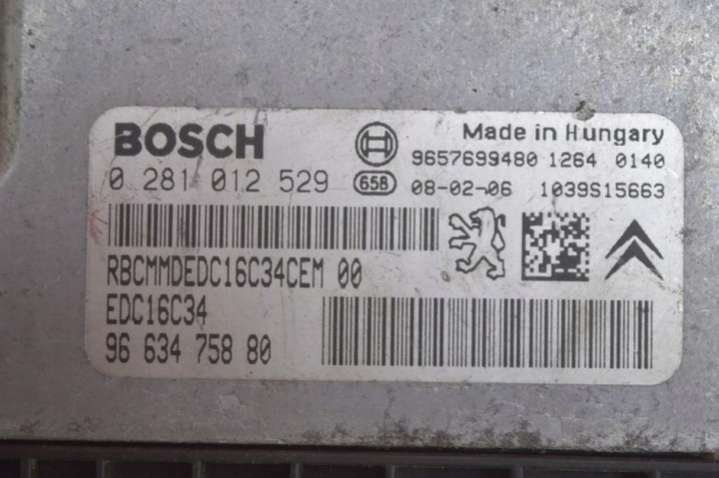 BOSCH
Made in Hungary
9657699480 1264 0140
0 281 012 529 658 08-02-06 1039S15663
RBCMMDEDC16C34CEM 00
EDC16C34
96 634 758 80